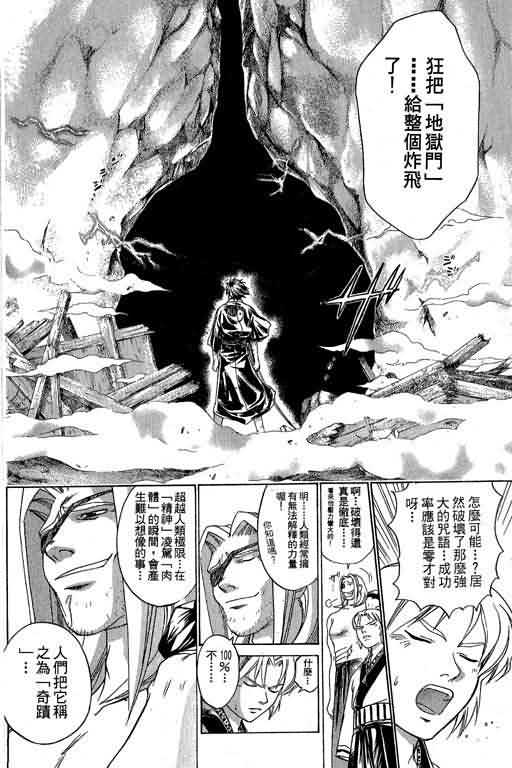 狂把「地獄門」
……給整個炸飛
了！
怎麼可能…？居
然破壞了那麼強
大的咒語…成功
率應該是零才對
呀…
啊…破壞得還
真是徹底…
明……人類經常擁
有無法解釋的力量
喔！
你知道嗎？
什麼…
100%
不……
超越人類極限…在
「精神」凌駕「肉
體」的瞬間，會產
生難以想像的事…
人們把它稱
之為「奇蹟
」…